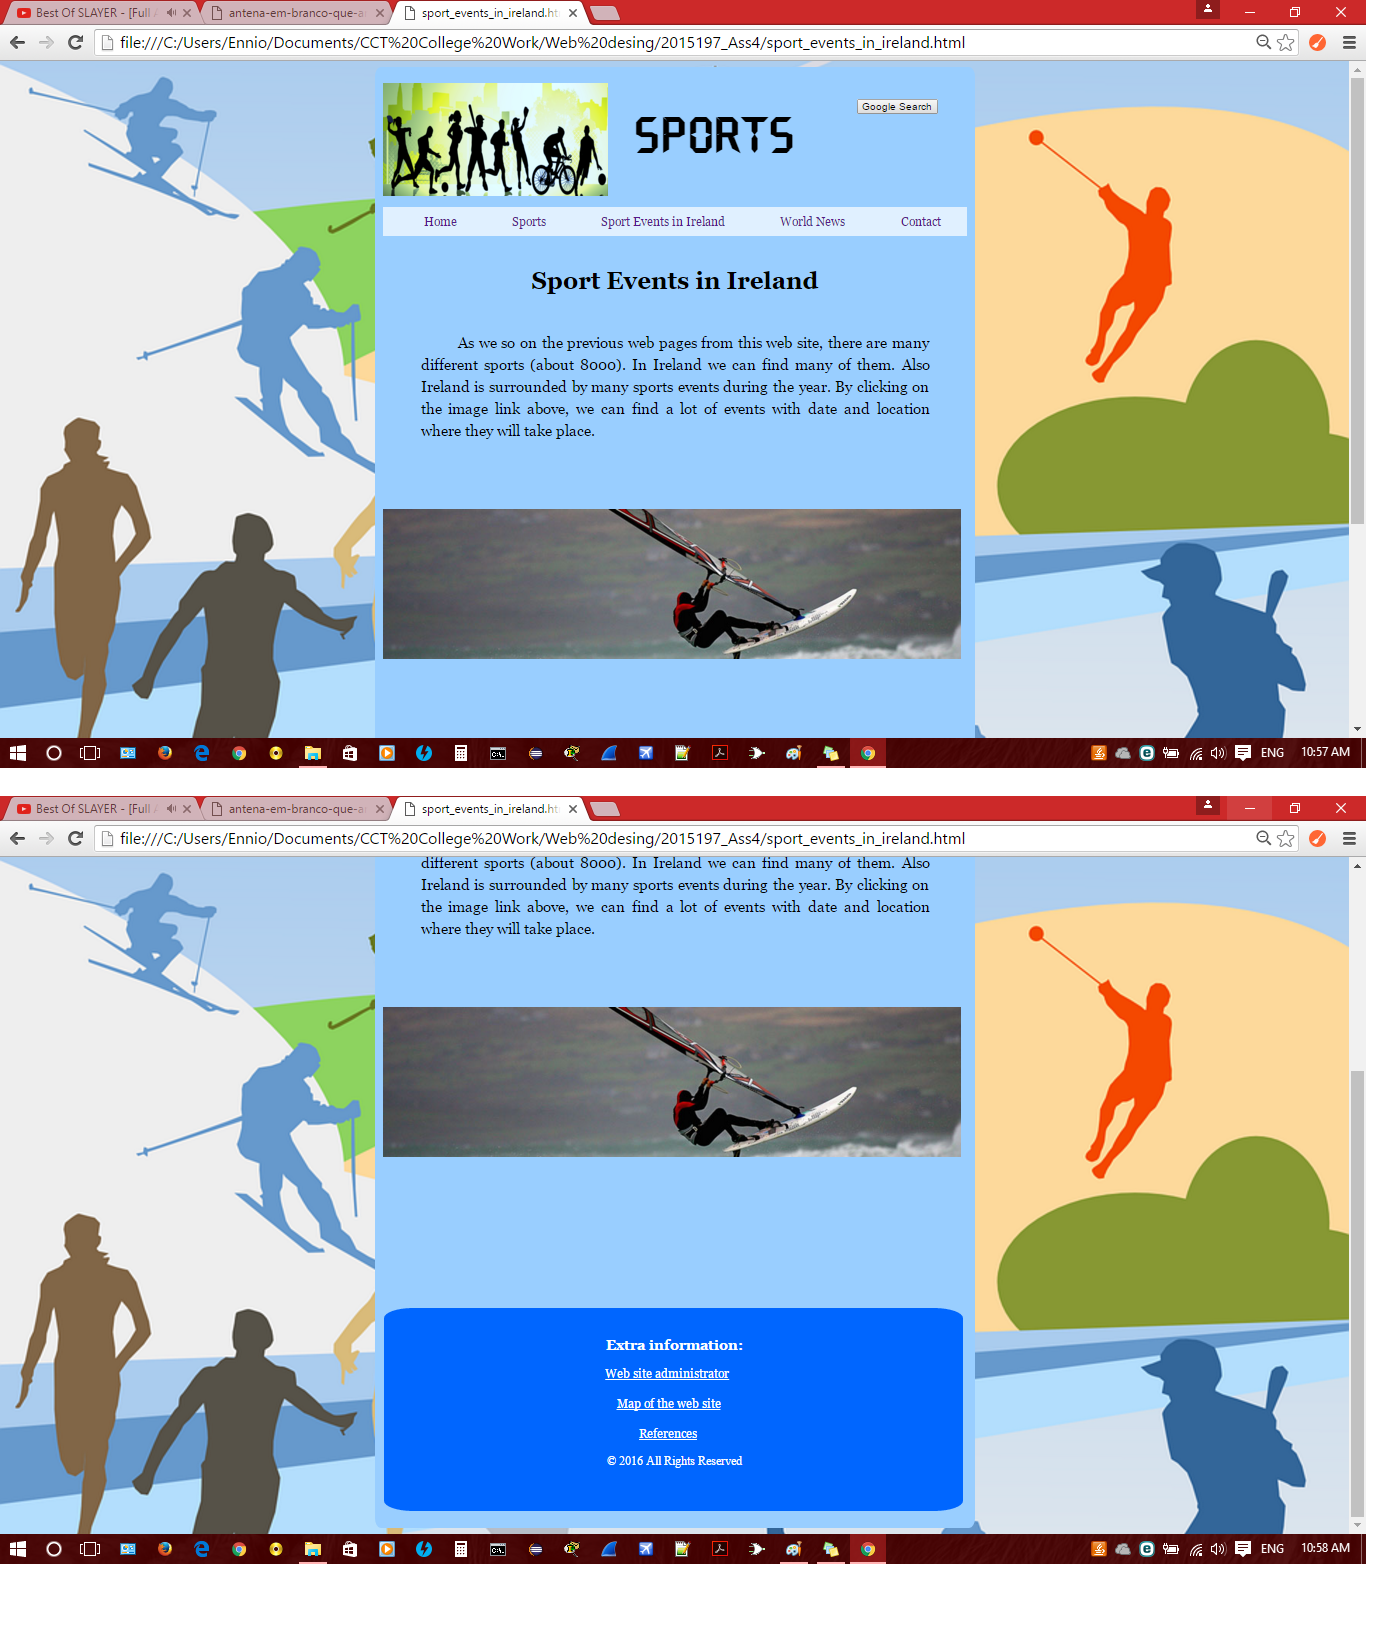 Best Of SLAYER - [Full
antena-em-branco-que-a
sport_events_in_ireland.ht
file:///C:/Users/Ennio/Documents/CCT%20College%20Work/Web%20desing/2015197_Ass4/sport_events_in_ireland.html
SPORTS
Google Search
Home Sports Sport Events in Ireland World News Contact
Sport Events in Ireland
As we so on the previous web pages from this web site, there are many
different sports (about 8000). In Ireland we can find many of them. Also
Ireland is surrounded by many sports events during the year. By clicking on
the image link above, we can find a lot of events with date and location
where they will take place.
ENG 10:57 AM
Best Of SLAYER - [Full
antena-em-branco-que-a
sport_events_in_ireland.ht
file:///C:/Users/Ennio/Documents/CCT%20College%20Work/Web%20desing/2015197_Ass4/sport_events_in_ireland.html
different sports (about 8000). In Ireland we can find many of them. Also
Ireland is surrounded by many sports events during the year. By clicking on
the image link above, we can find a lot of events with date and location
where they will take place.
Extra information:
Web site administrator
Map of the web site
References
© 2016 All Rights Reserved
ENG 10:58 AM